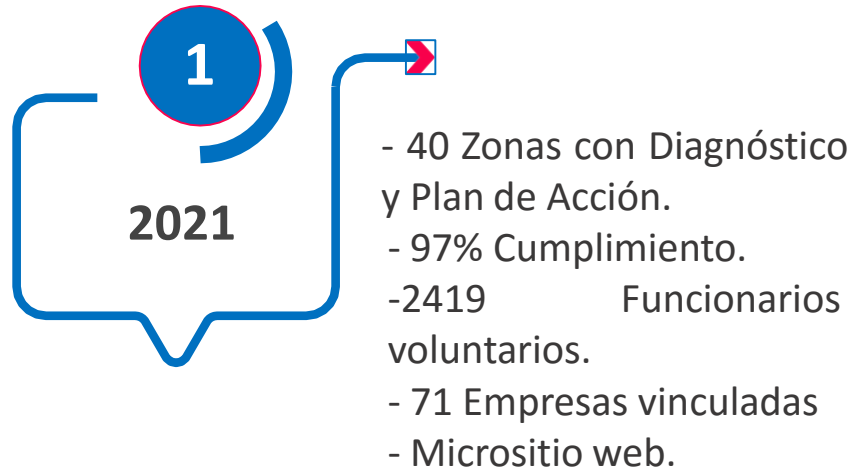 1
2021
- 40 Zonas con Diagnóstico
y Plan de Acción.
- 97% Cumplimiento.
-2419 Funcionarios
voluntarios.
- 71 Empresas vinculadas
- Micrositio web.